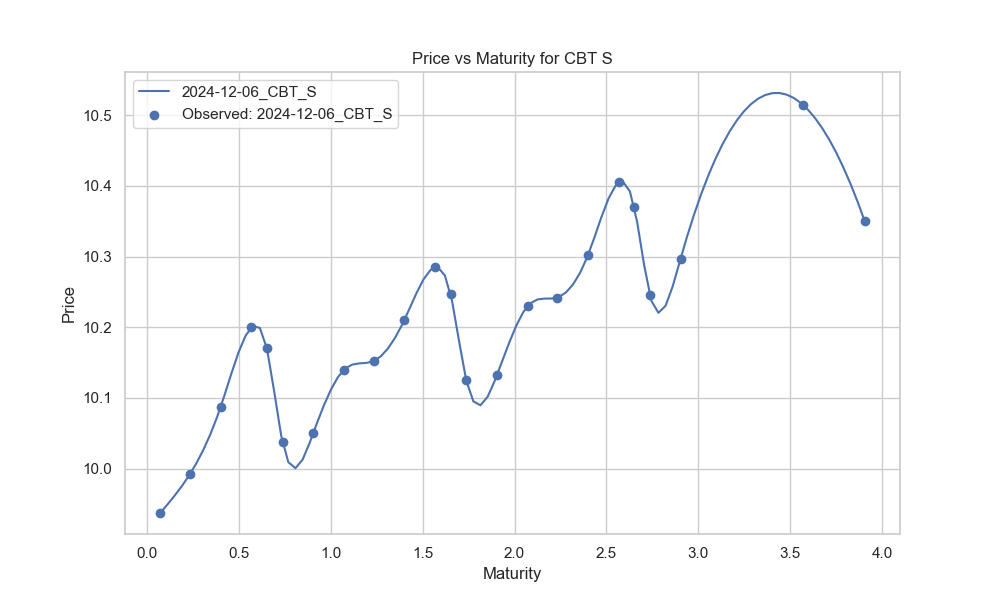 Price vs Maturity for CBT S
2024-12-06_CBT_S
Observed: 2024-12-06_CBT_S
10.5
10.4
10.3
10.2
10.1
10.0
Price
0.0 0.5 1.0 1.5 2.0 2.5 3.0 3.5 4.0
Maturity